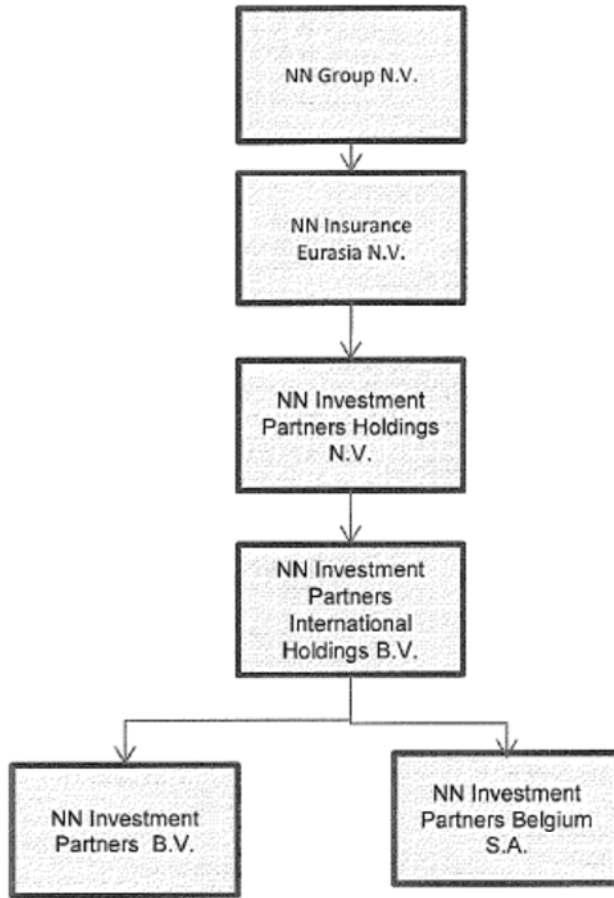 NN Group N.V.
NN Insurance
Eurasia N.V.
NN Investment
Partners Holdings
N.V.
NN Investment
Partners
International
Holdings B.V.
NN Investment
Partners B.V.
NN Investment
Partners Belgium
S.A.